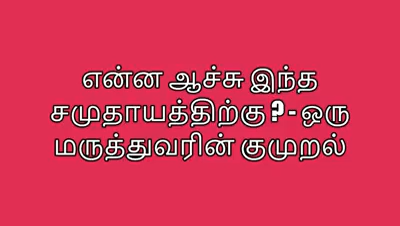 என்ன ஆச்சு இந்த
சமுதாயத்திற்கு ? - ஒரு
மருத்துவரின் குமுறல்